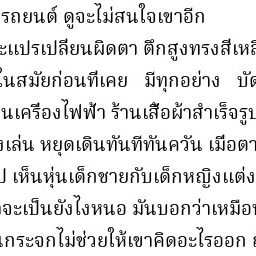 รถยนต์ ดูจะไม่สนใจเขาอีก
ะแปรเปลี่ยนผิดตา ตึกสูงทรงสี่เหลี
ในสมัยก่อนที่เคย มีทุกอย่าง บัด
นเครื่องไฟฟ้า ร้านเสื้อผ้าสำเร็จรูป
งเล่น หยุดเดินทันทีทันควัน เมื่อตา
ป เห็นหุ่นเด็กชายกับเด็กหญิงแต่ง
จะเป็นยังไงหนอ มันบอกว่าเหมือน
นกระจกไม่ช่วยให้เขาคิดอะไรออก